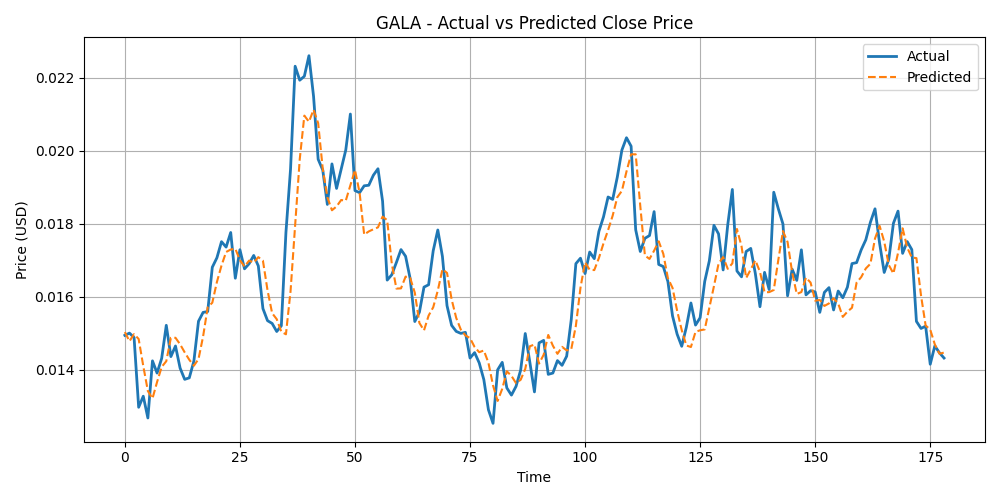 GALA - Actual vs Predicted Close Price
Actual
Predicted
Price (USD)
0.022
0.020
0.018
0.016
0.014
0 25 50 75 100 125 150 175
Time